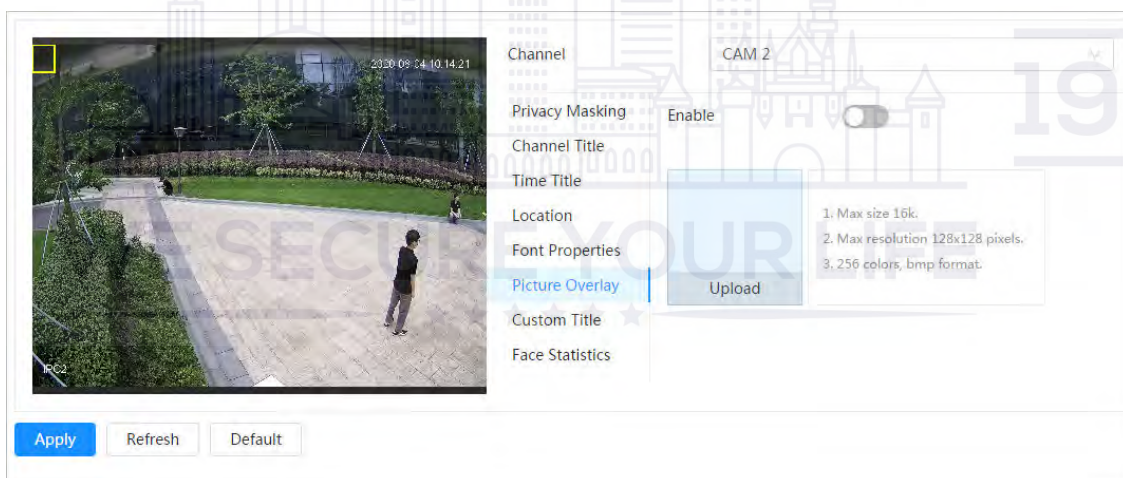 2020-09-04 10:14:21
IPC2
Channel
CAM 2
Privacy Masking
Channel Title
Time Title
Location
Font Properties
Picture Overlay
Custom Title
Face Statistics
Enable
Upload
1. Max size 16k.
2. Max resolution 128x128 pixels.
3. 256 colors, bmp format.
Apply
Refresh
Default
SECURE YOUR LIFE
19